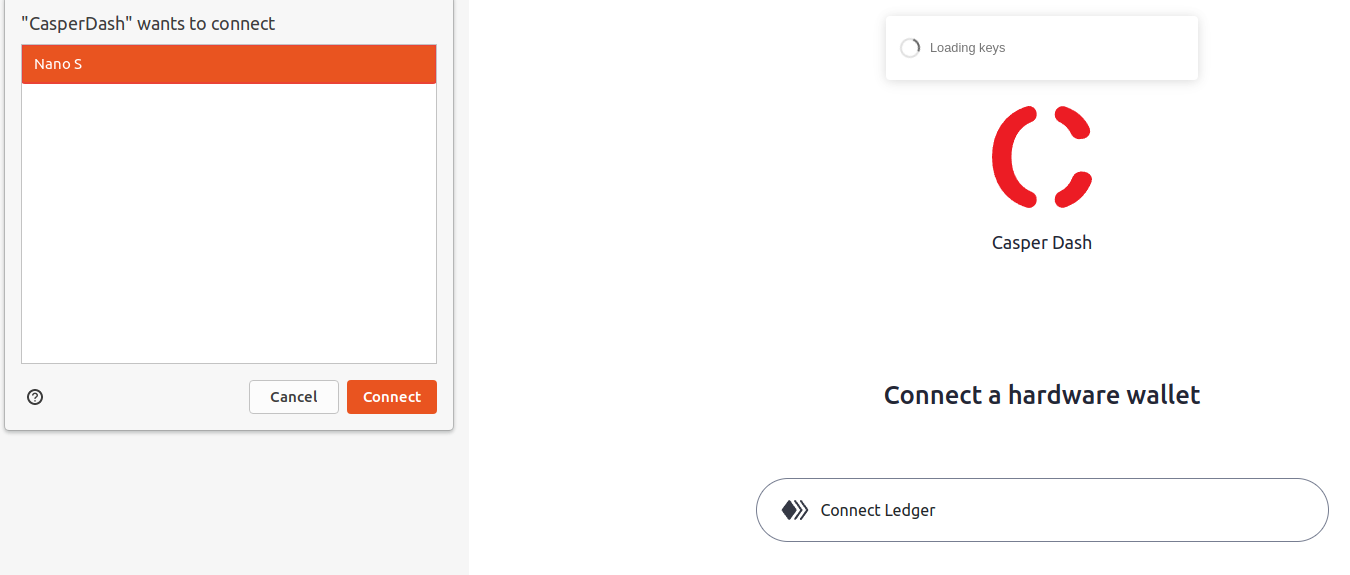 "CasperDash" wants to connect
Nano S
Cancel
Connect
Loading keys
Casper Dash
Connect a hardware wallet
Connect Ledger